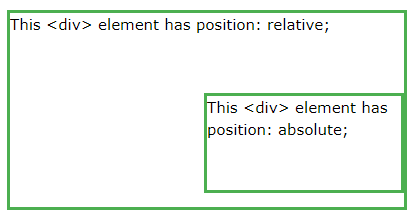 This <div> element has position: relative;
This <div> element has
position: absolute;